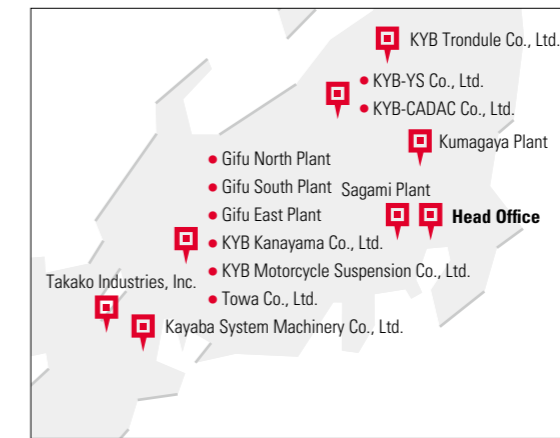 KYB Trondule Co., Ltd.
KYB-YS Co., Ltd.
KYB-CADAC Co., Ltd.
Kumagaya Plant
Gifu North Plant
Gifu South Plant
Sagami Plant
Gifu East Plant
Head Office
KYB Kanayama Co., Ltd.
KYB Motorcycle Suspension Co., Ltd.
Takako Industries, Inc.
Towa Co., Ltd.
Kayaba System Machinery Co., Ltd.